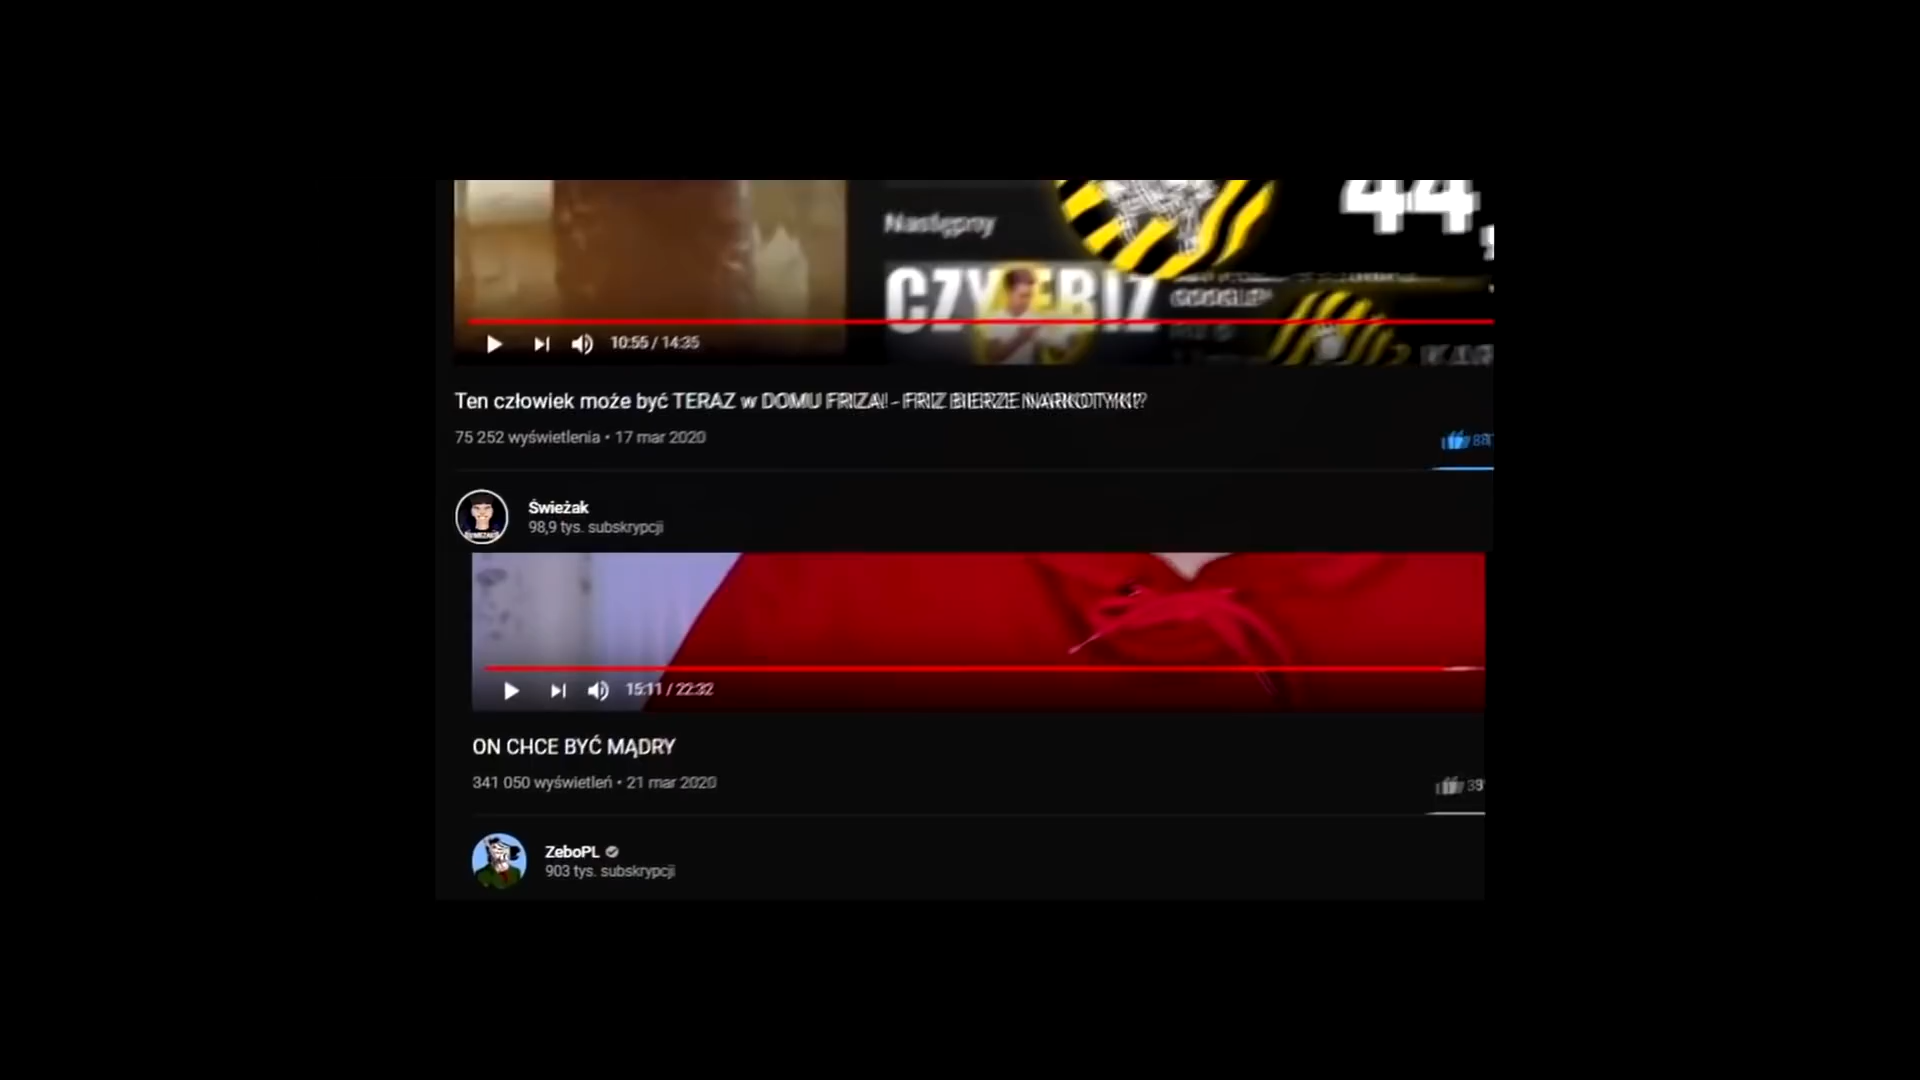 44,
Następny
CZY
10:55 / 14:35
Ten człowiek może być TERAZ w DOMU FRIZA! - FRIZ BIERZE NARKOTYKI?
75 252 wyświetlenia • 17 mar 2020
Świeżak
98,9 tys. subskrypcji
15:11 / 22:32
ON CHCE BYĆ MĄDRY
341 050 wyświetleń • 21 mar 2020
ZeboPL
903 tys. subskrypcji